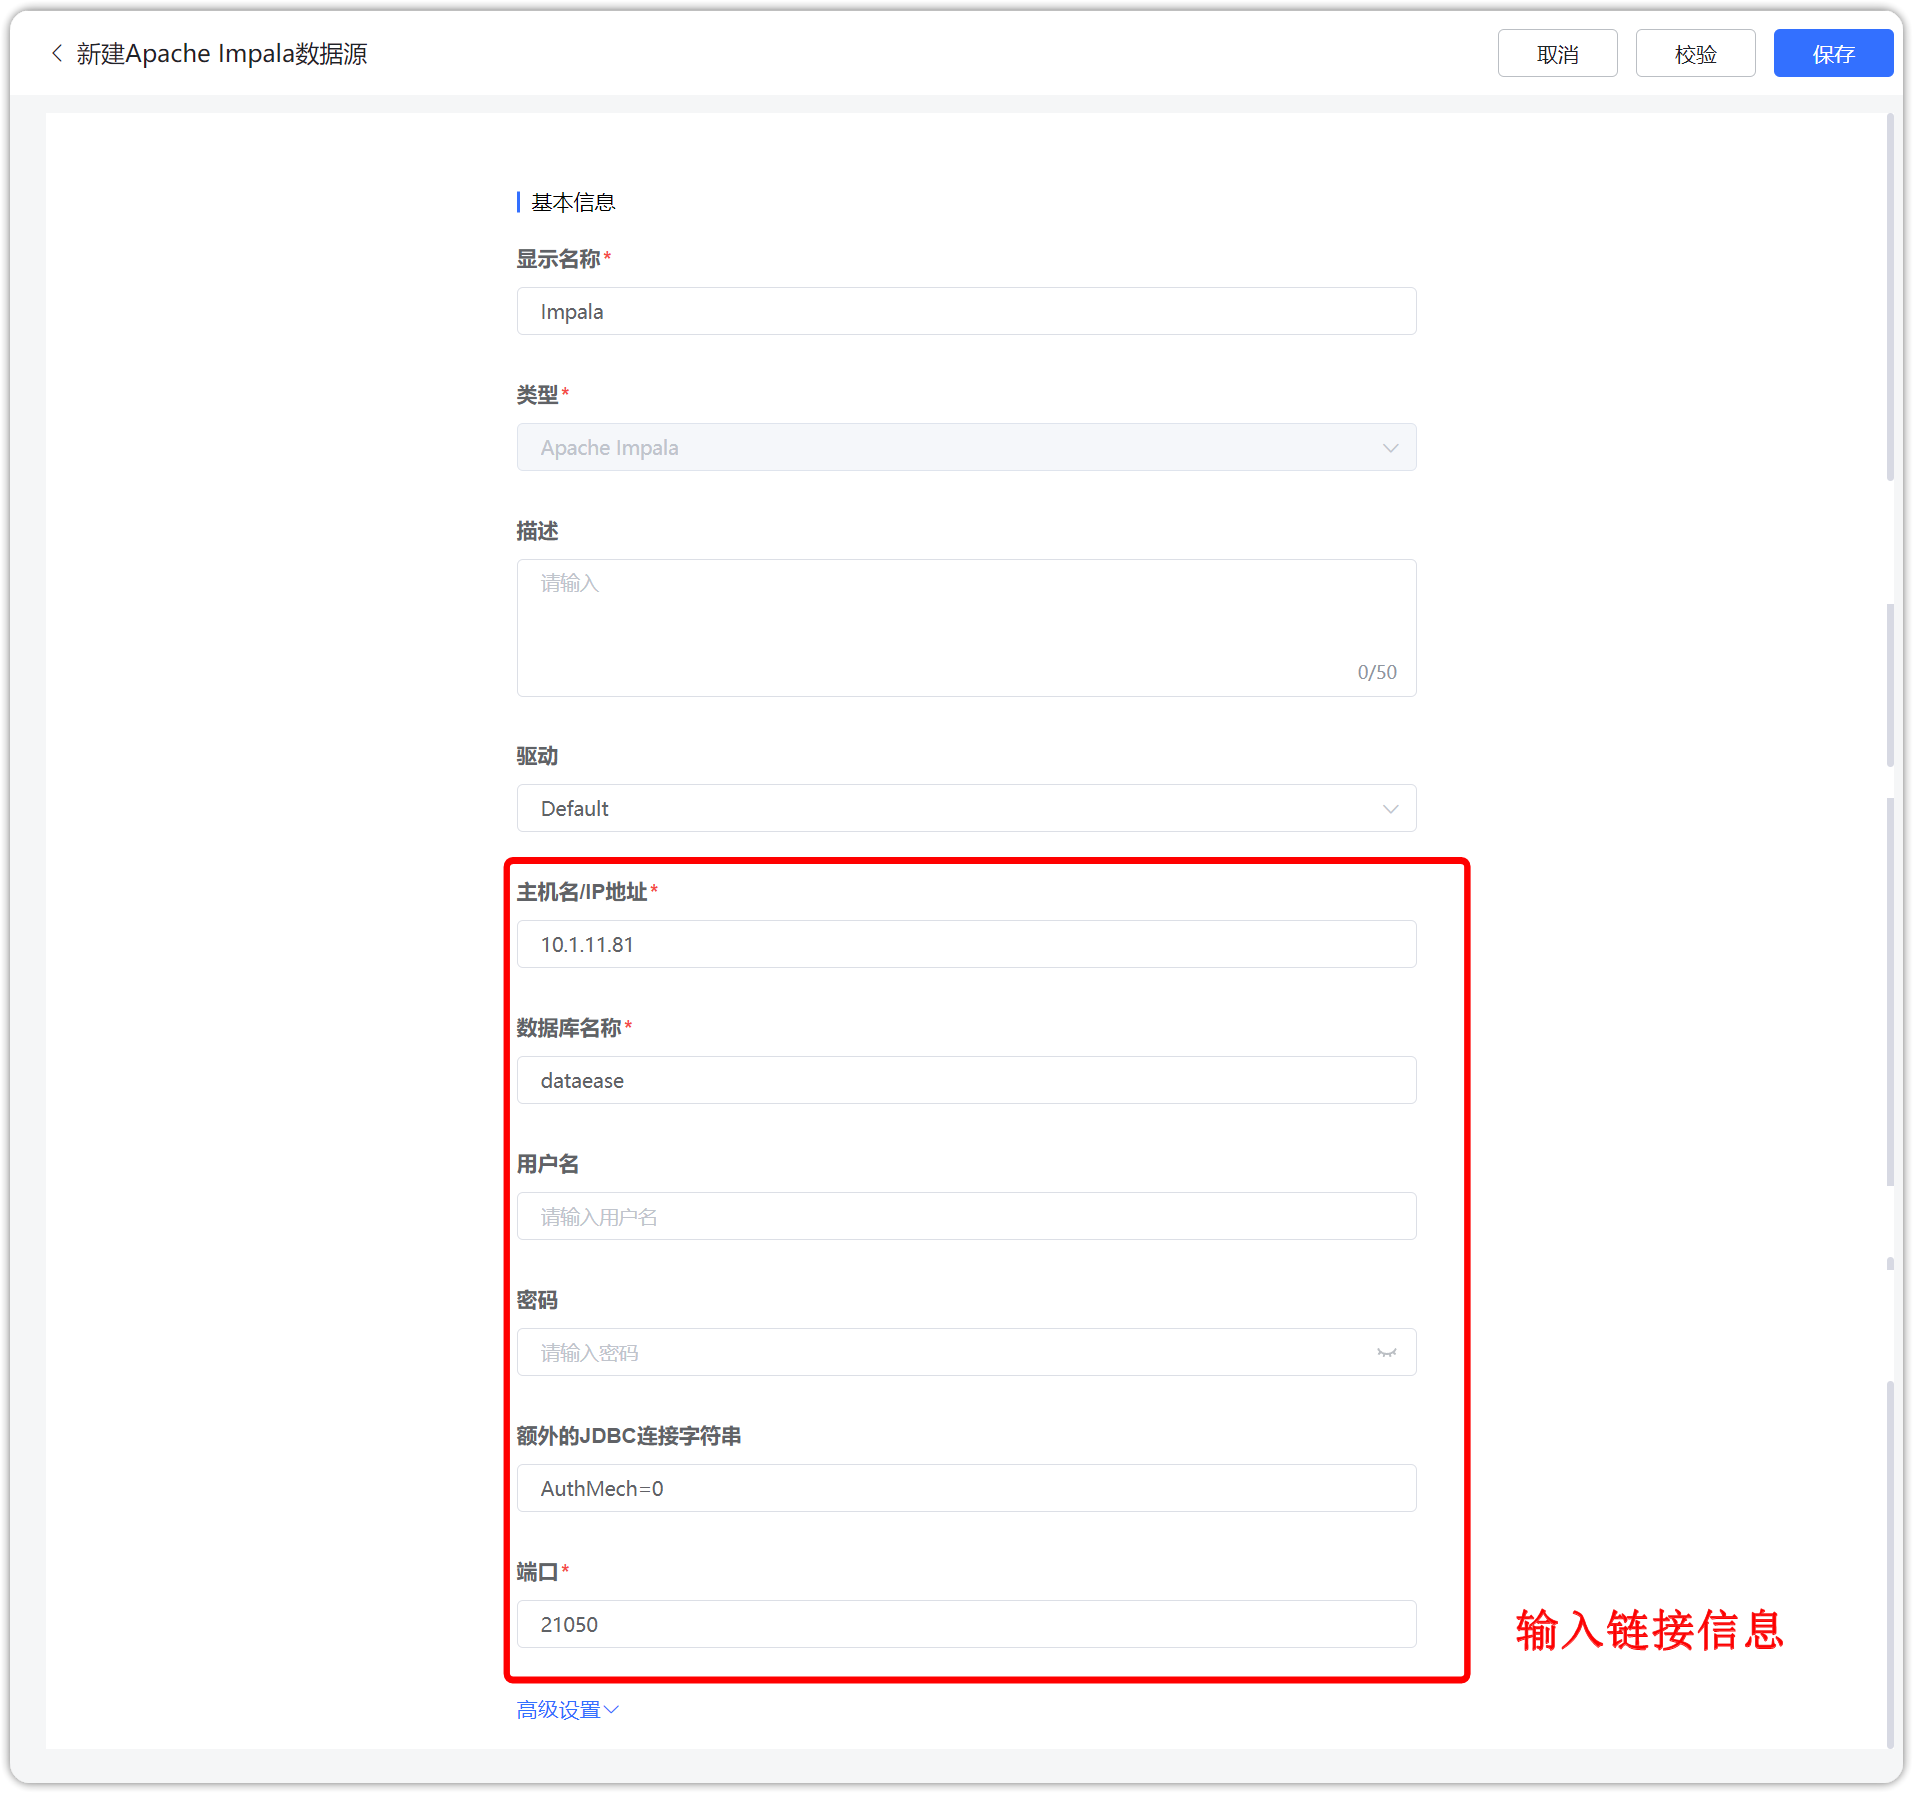 新建Apache Impala数据源
取消
校验
保存
基本信息
显示名称*
Impala
类型*
Apache Impala
描述
请输入
0/50
驱动
Default
主机名/IP地址*
10.1.11.81
数据库名称*
dataease
用户名
请输入用户名
密码
请输入密码
额外的JDBC连接字符串
AuthMech=0
端口*
21050
输入链接信息
高级设置